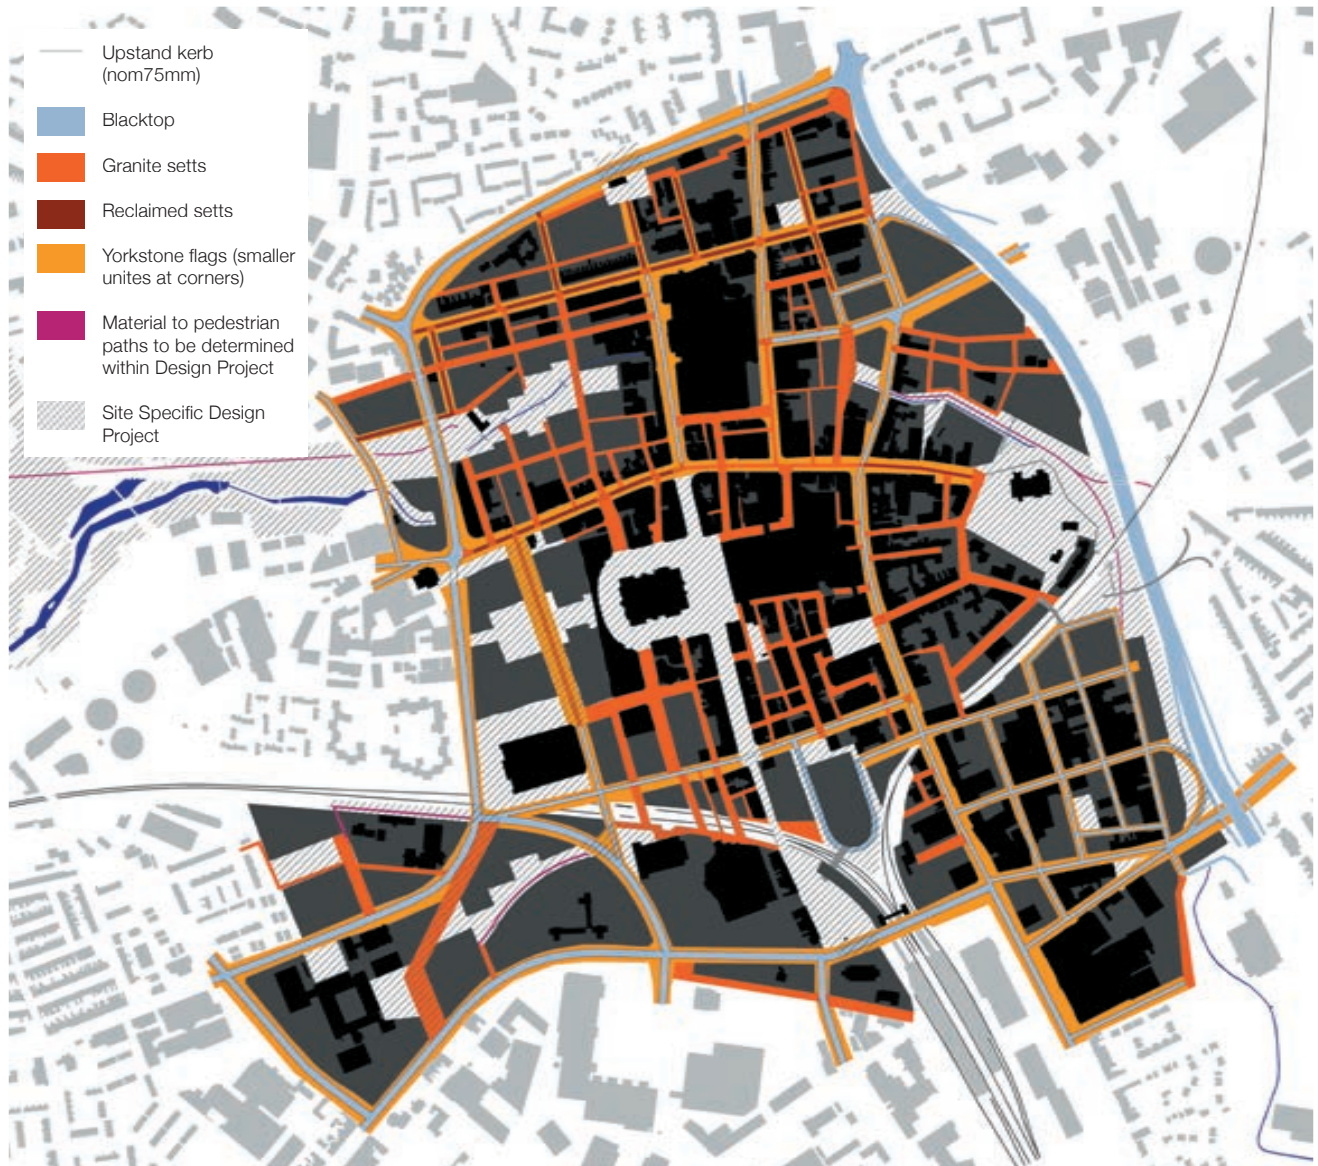 Upstand kerb
(nom75mm)
Blacktop
Granite setts
Reclaimed setts
Yorkstone flags (smaller
unites at corners)
Material to pedestrian
paths to be determined
within Design Project
Site Specific Design
Project